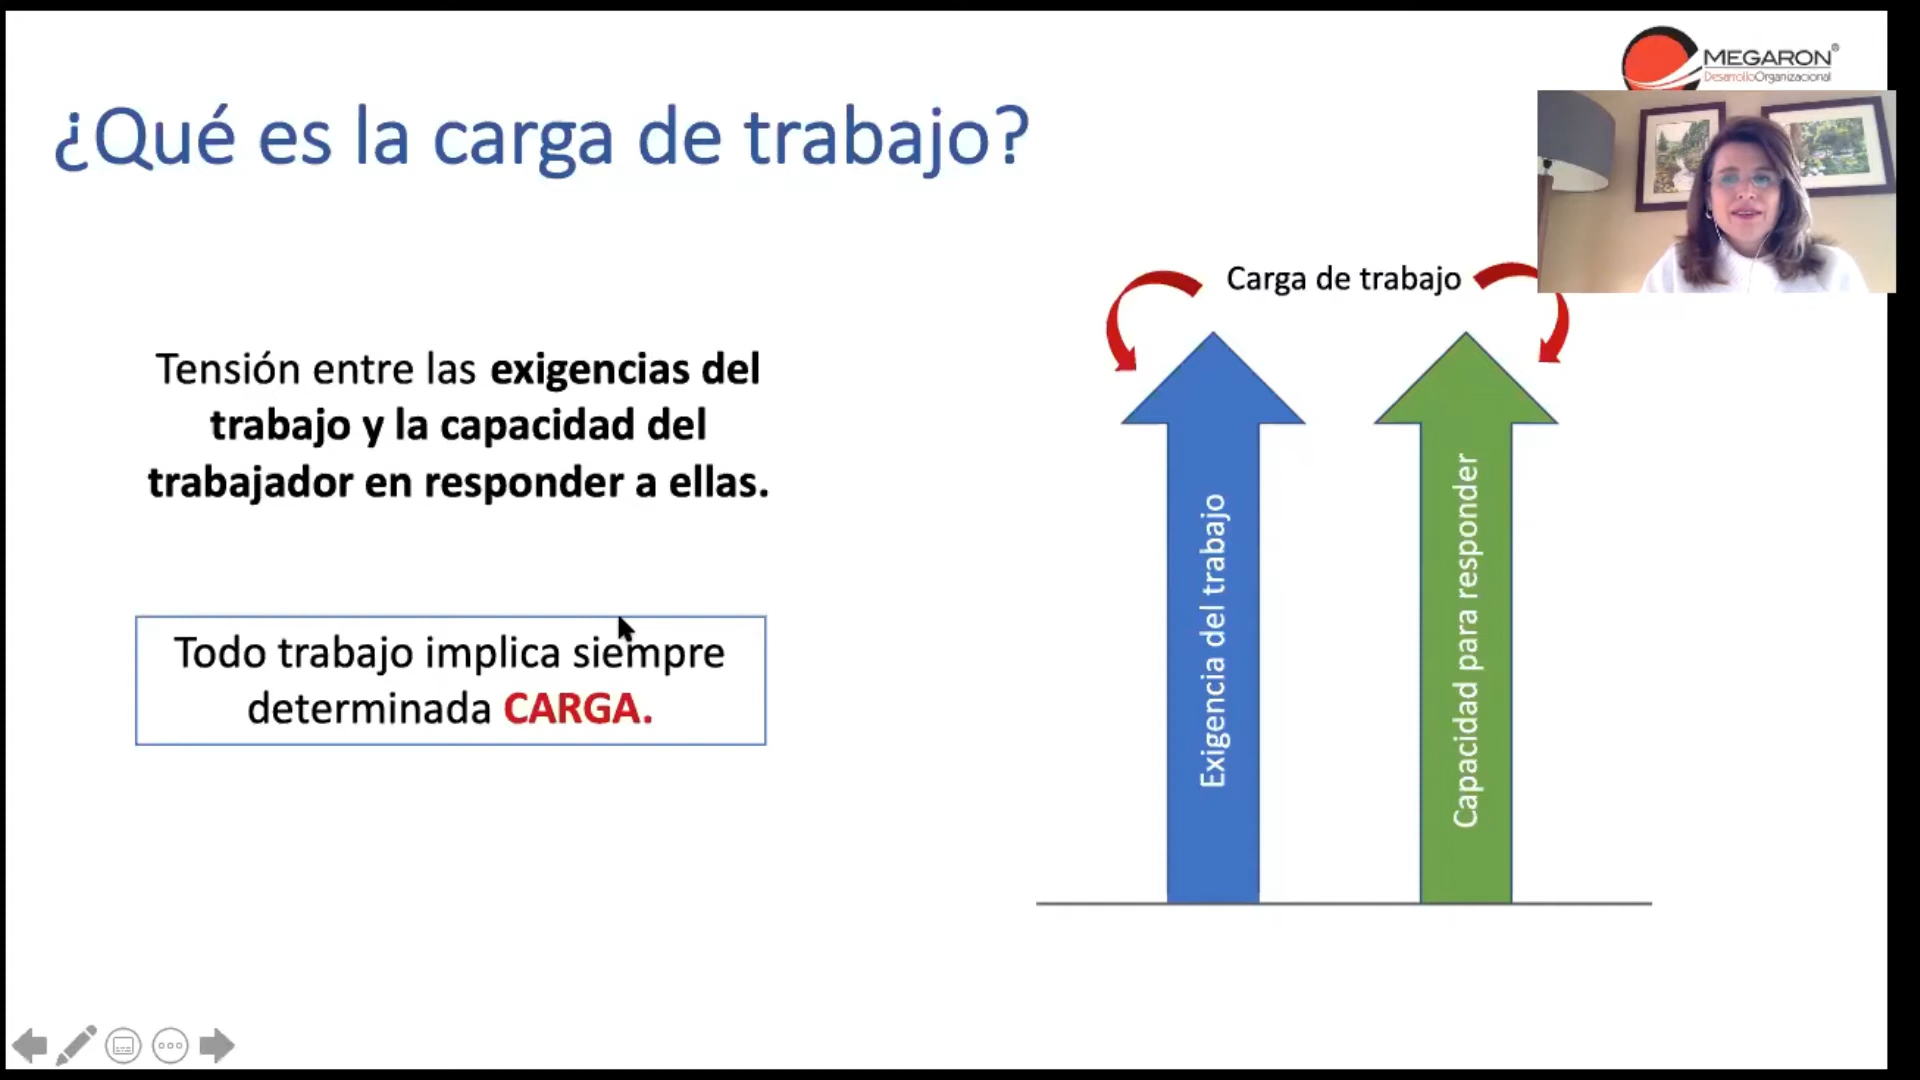 MEGARON®
DesarrolloOrganizacional
¿Qué es la carga de trabajo?
Carga de trabajo
Tensión entre las exigencias del
trabajo y la capacidad del
trabajador en responder a ellas.
Todo trabajo implica siempre
determinada CARGA.
Exigencia del trabajo
Capacidad para responder